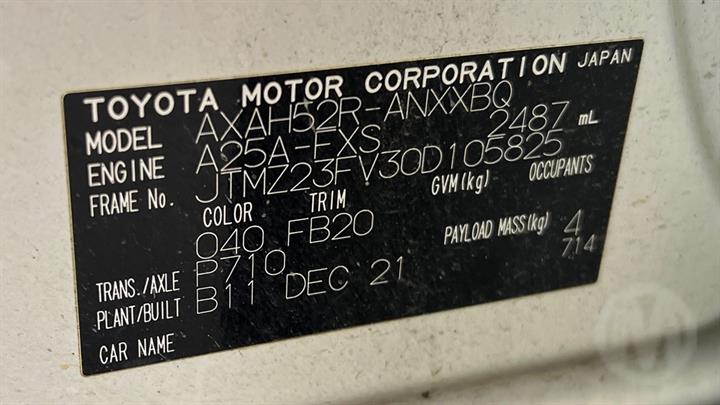 TOYOTA MOTOR CORPORATION JAPAN
MODEL AXAH52R-ANXXBQ
ENGINE A25A-FXS 2487 mL
FRAME No. JTMZ23FV30D105825
COLOR TRIM GVM(kg) OCCUPANTS
040 FB20 4
TRANS./AXLE P710 PAYLOAD MASS(kg) 714
PLANT/BUILT B11 DEC 21
CAR NAME
M